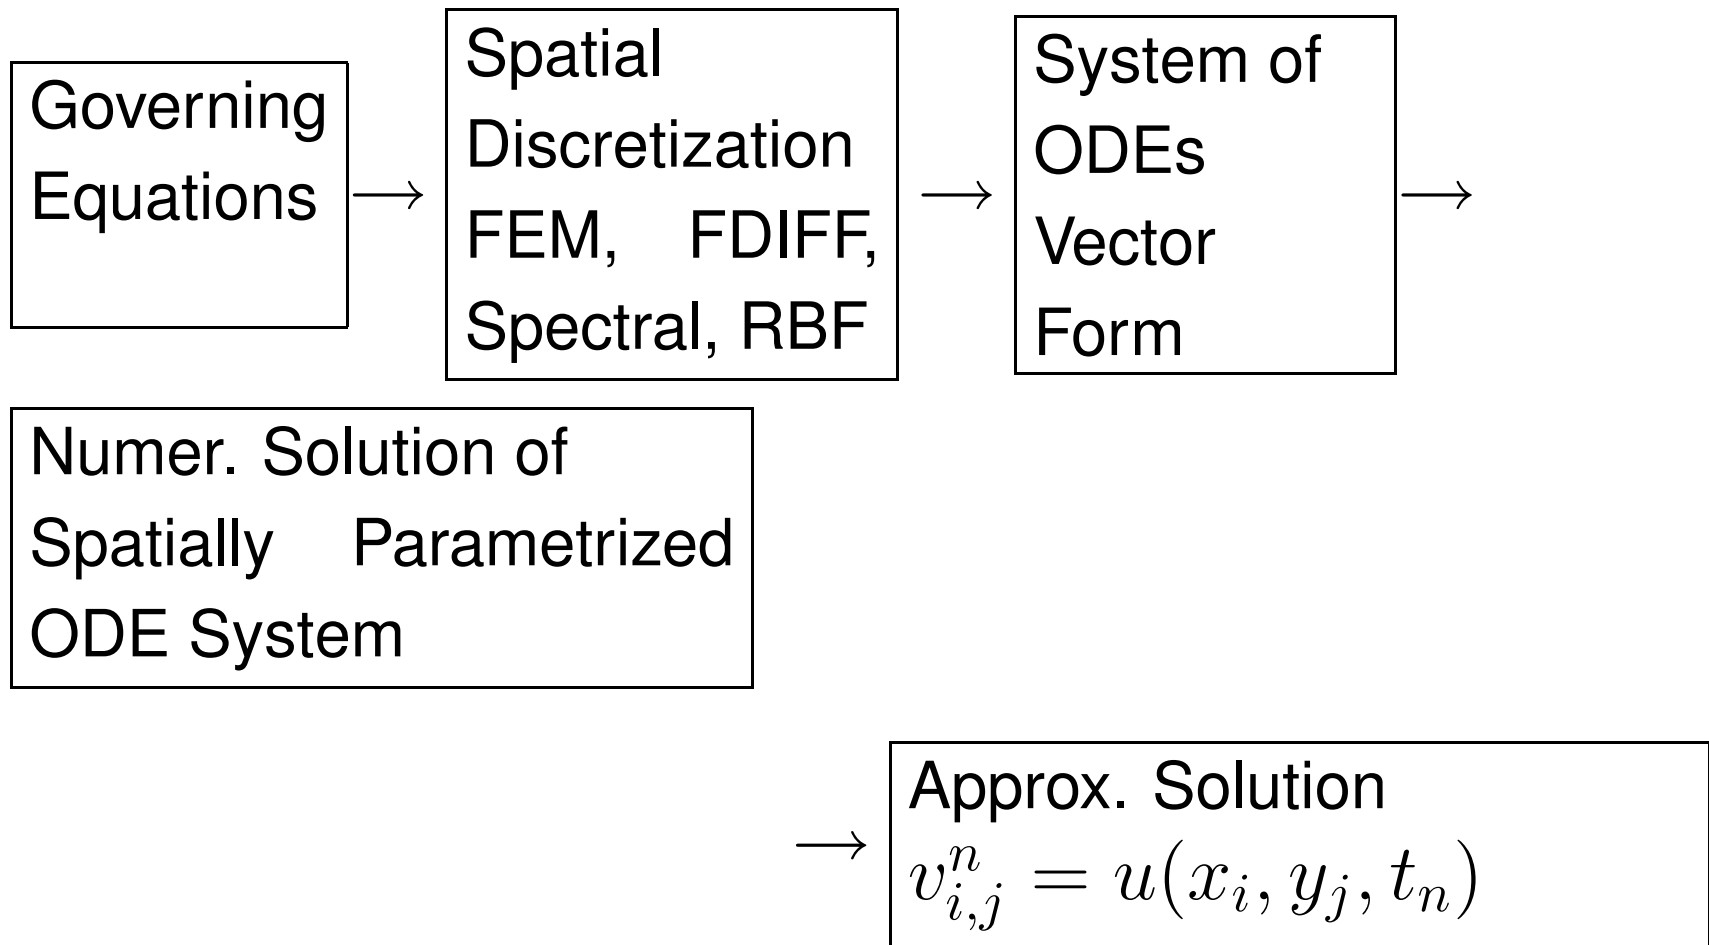 Governing
Equations
→
Spatial
Discretization
FEM, FDIFF,
Spectral, RBF
→
System of
ODEs
Vector
Form
→
Numer. Solution of
Spatially Parametrized
ODE System
→
Approx. Solution
$v_{i,j}^{n} = u(x_i, y_j, t_n)$